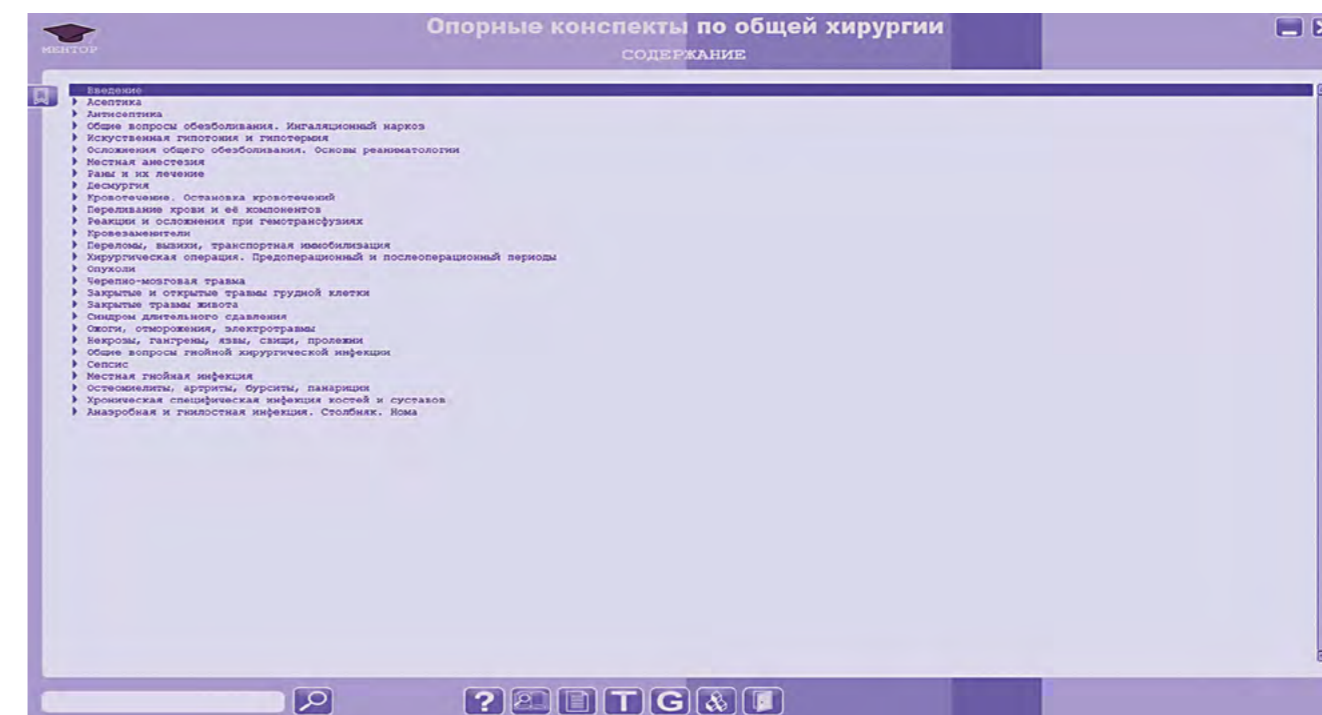 Опорные конспекты по общей хирургии
МЕНТОР
СОДЕРЖАНИЕ
Введение
Асептика
Антисептика
Общие вопросы обезболивания. Ингаляционный наркоз
Искуственная гипотония и гипотермия
Осложнения общего обезболивания. Основы реаниматологии
Местная анестезия
Раны и их лечение
Десмургия
Кровотечение. Остановка кровотечений
Переливание крови и её компонентов
Реакции и осложнения при гемотрансфузиях
Кровезаменители
Переломы, вывихи, транспортная иммобилизация
Хирургическая операция. Предоперационный и послеоперационный периоды
Опухоли
Черепно-мозговая травма
Закрытые и открытые травмы грудной клетки
Закрытые травмы живота
Синдром длительного сдавления
Ожоги, отморожения, электротравмы
Некрозы, гангрены, язвы, свищи, пролежни
Общие вопросы гнойной хирургической инфекции
Сепсис
Местная гнойная инфекция
Остеомиелиты, артриты, бурситы, панариции
Хроническая специфическая инфекция костей и суставов
Анаэробная и гнилостная инфекция. Столбняк. Нома
? T G